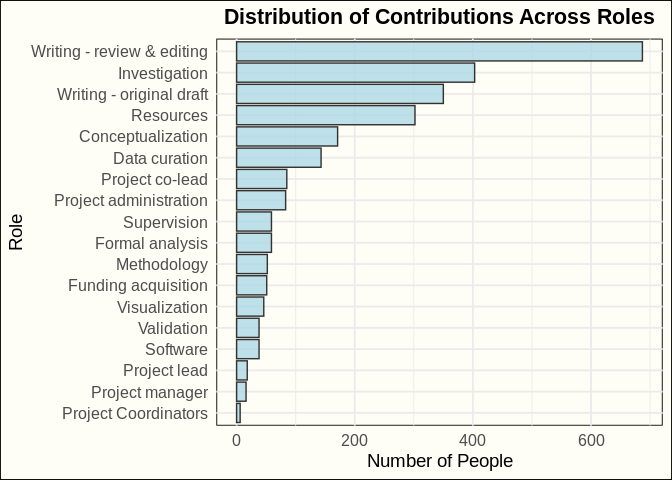 Distribution of Contributions Across Roles
Writing - review & editing
Investigation
Writing - original draft
Resources
Conceptualization
Data curation
Project co-lead
Project administration
Supervision
Formal analysis
Methodology
Funding acquisition
Visualization
Validation
Software
Project lead
Project manager
Project Coordinators
Role
0 200 400 600
Number of People